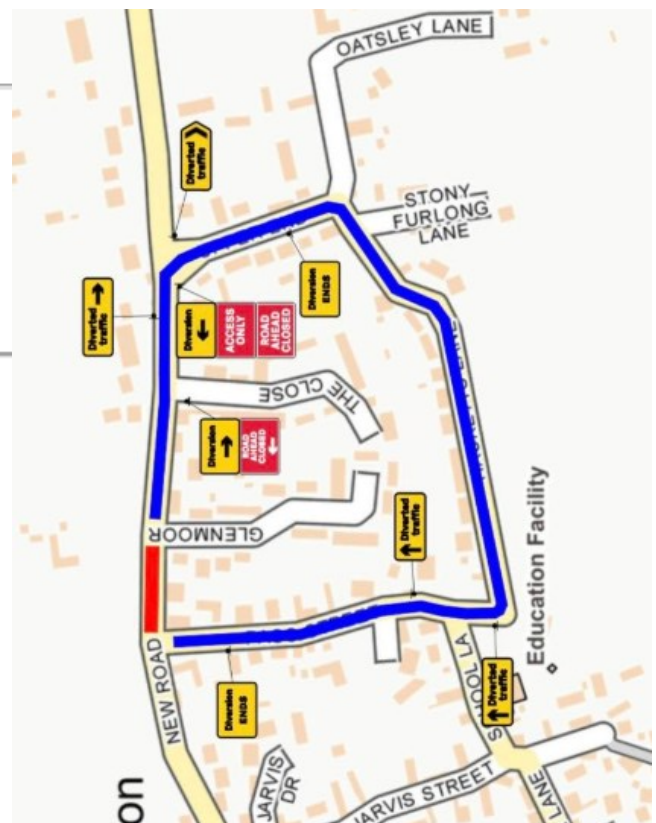 OATSLEY LANE
Diverted
traffic
STONY
FURLONG
LANE
Diverted
traffic
Diversion
ENDS
Diversion
ACCESS
ONLY
ROAD
AHEAD
CLOSED
THE CLOSE
Diversion
ROAD
AHEAD
CLOSED
GLENMOOR
Diverted
traffic
Education Facility
NEW ROAD
Diversion
ENDS
Diverted
traffic
JARVIS
DR
JARVIS STREET
LANE
on